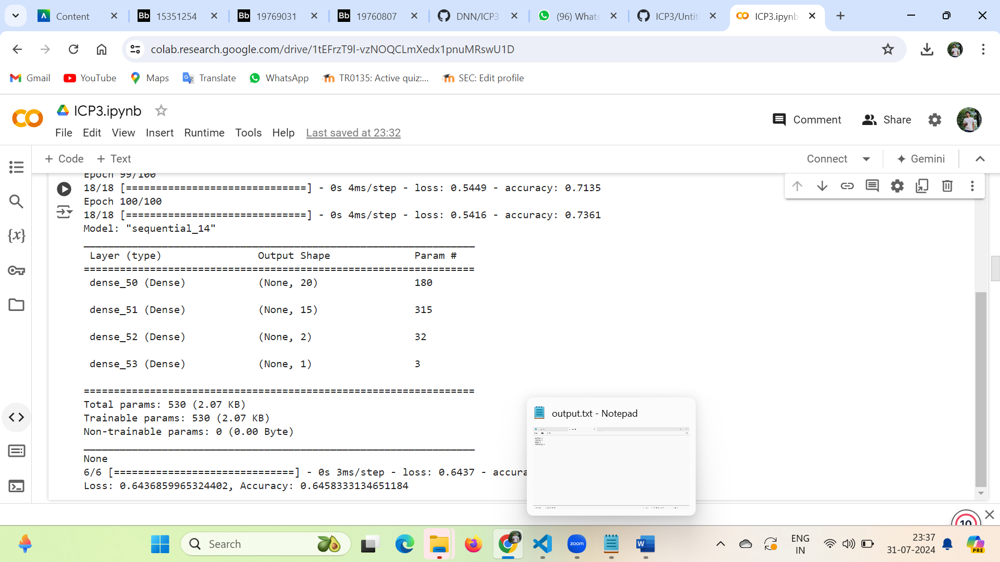 Content
Bb 15351254
Bb 19769031
Bb 19760807
DNN/ICP3
(96) Whats
ICP3/Untit
ICP3.ipynb
colab.research.google.com/drive/1tEFrzT9l-vzNOQCLmXedx1pnuMRswU1D
Gmail YouTube Maps Translate WhatsApp TR0135: Active quiz:... SEC: Edit profile
ICP3.ipynb
Comment Share
File Edit View Insert Runtime Tools Help Last saved at 23:32
+ Code + Text
Connect Gemini
Epoch 99/100
18/18 [==============================] - 0s 4ms/step - loss: 0.5449 - accuracy: 0.7135
Epoch 100/100
18/18 [==============================] - 0s 4ms/step - loss: 0.5416 - accuracy: 0.7361
Model: "sequential_14"
_________________________________________________________________
Layer (type) Output Shape Param #
=================================================================
dense_50 (Dense) (None, 20) 180
dense_51 (Dense) (None, 15) 315
dense_52 (Dense) (None, 2) 32
dense_53 (Dense) (None, 1) 3
=================================================================
Total params: 530 (2.07 KB)
Trainable params: 530 (2.07 KB)
Non-trainable params: 0 (0.00 Byte)
_________________________________________________________________
None
6/6 [==============================] - 0s 3ms/step - loss: 0.6437 - accura
Loss: 0.6436859965324402, Accuracy: 0.6458333134651184
{x}
output.txt - Notepad
10
Search
zoom
W
ENG
IN
23:37
31-07-2024
PRE